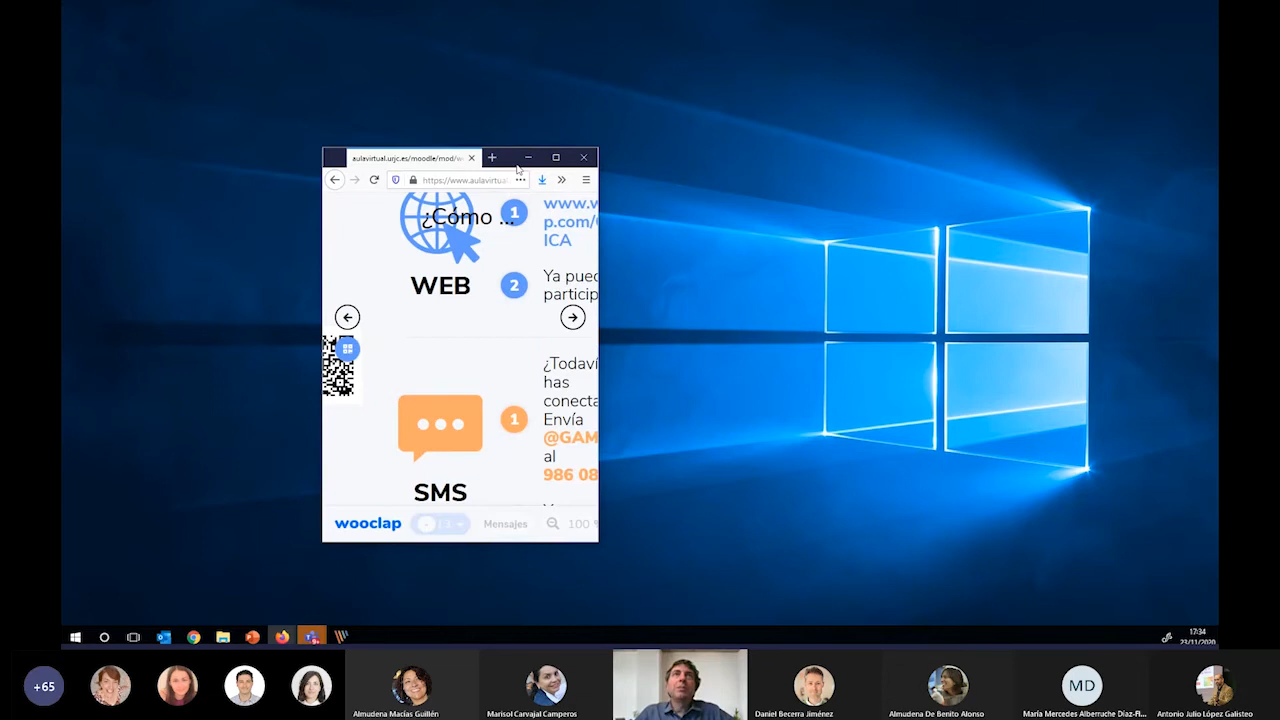 aulavirtual.urjc.es/moodle/mod/w
https://www.aulavirtua
¿Cómo ...
1
www.w
p.com/
ICA
WEB
2
Ya pued
particip
¿Todaví
has
conecta
Envía
@GAM
al
986 08
1
SMS
wooclap
Mensajes
100 %
17:34
23/11/2020
+65
Almudena Macías Guillén
Marisol Carvajal Camperos
Daniel Becerra Jiménez
Almudena De Benito Alonso
MD
María Mercedes Alberrache Díaz-Fl...
Antonio Julio López Galisteo